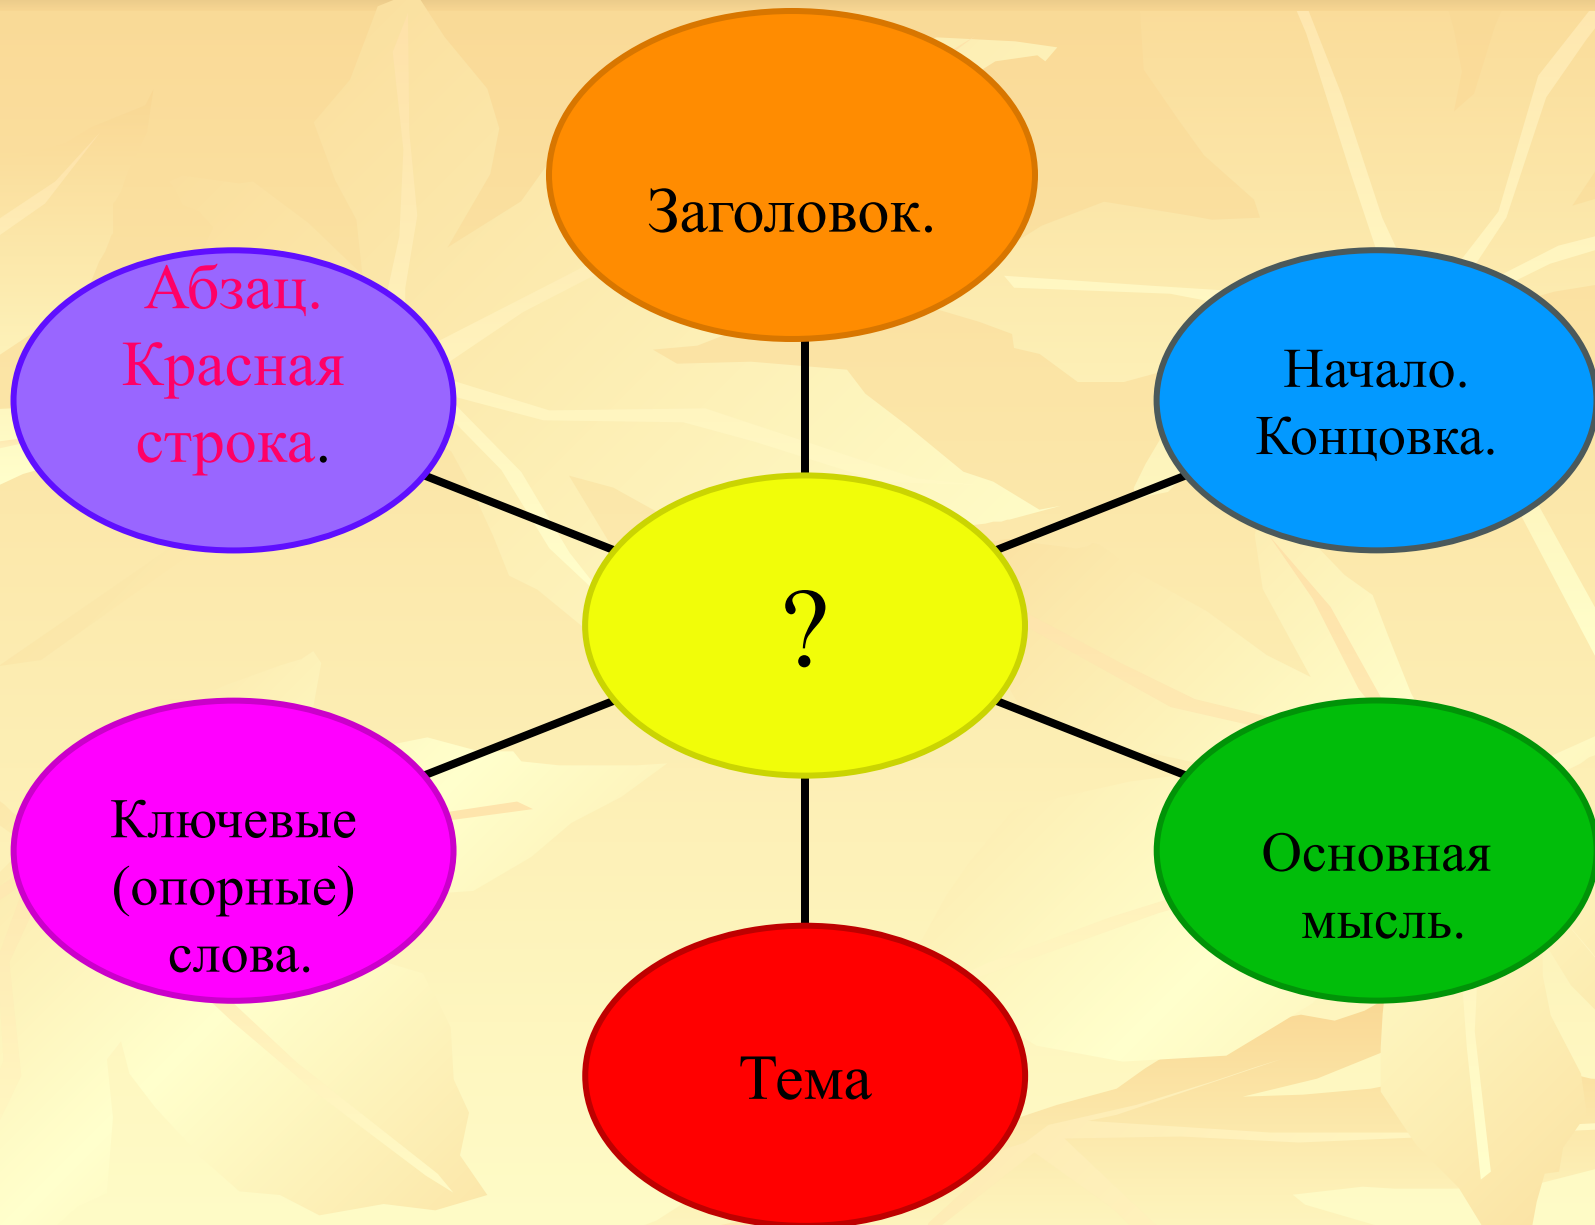 Заголовок.
Абзац.
Красная
строка.
Начало.
Концовка.
?
Ключевые
(опорные)
слова.
Основная
мысль.
Тема